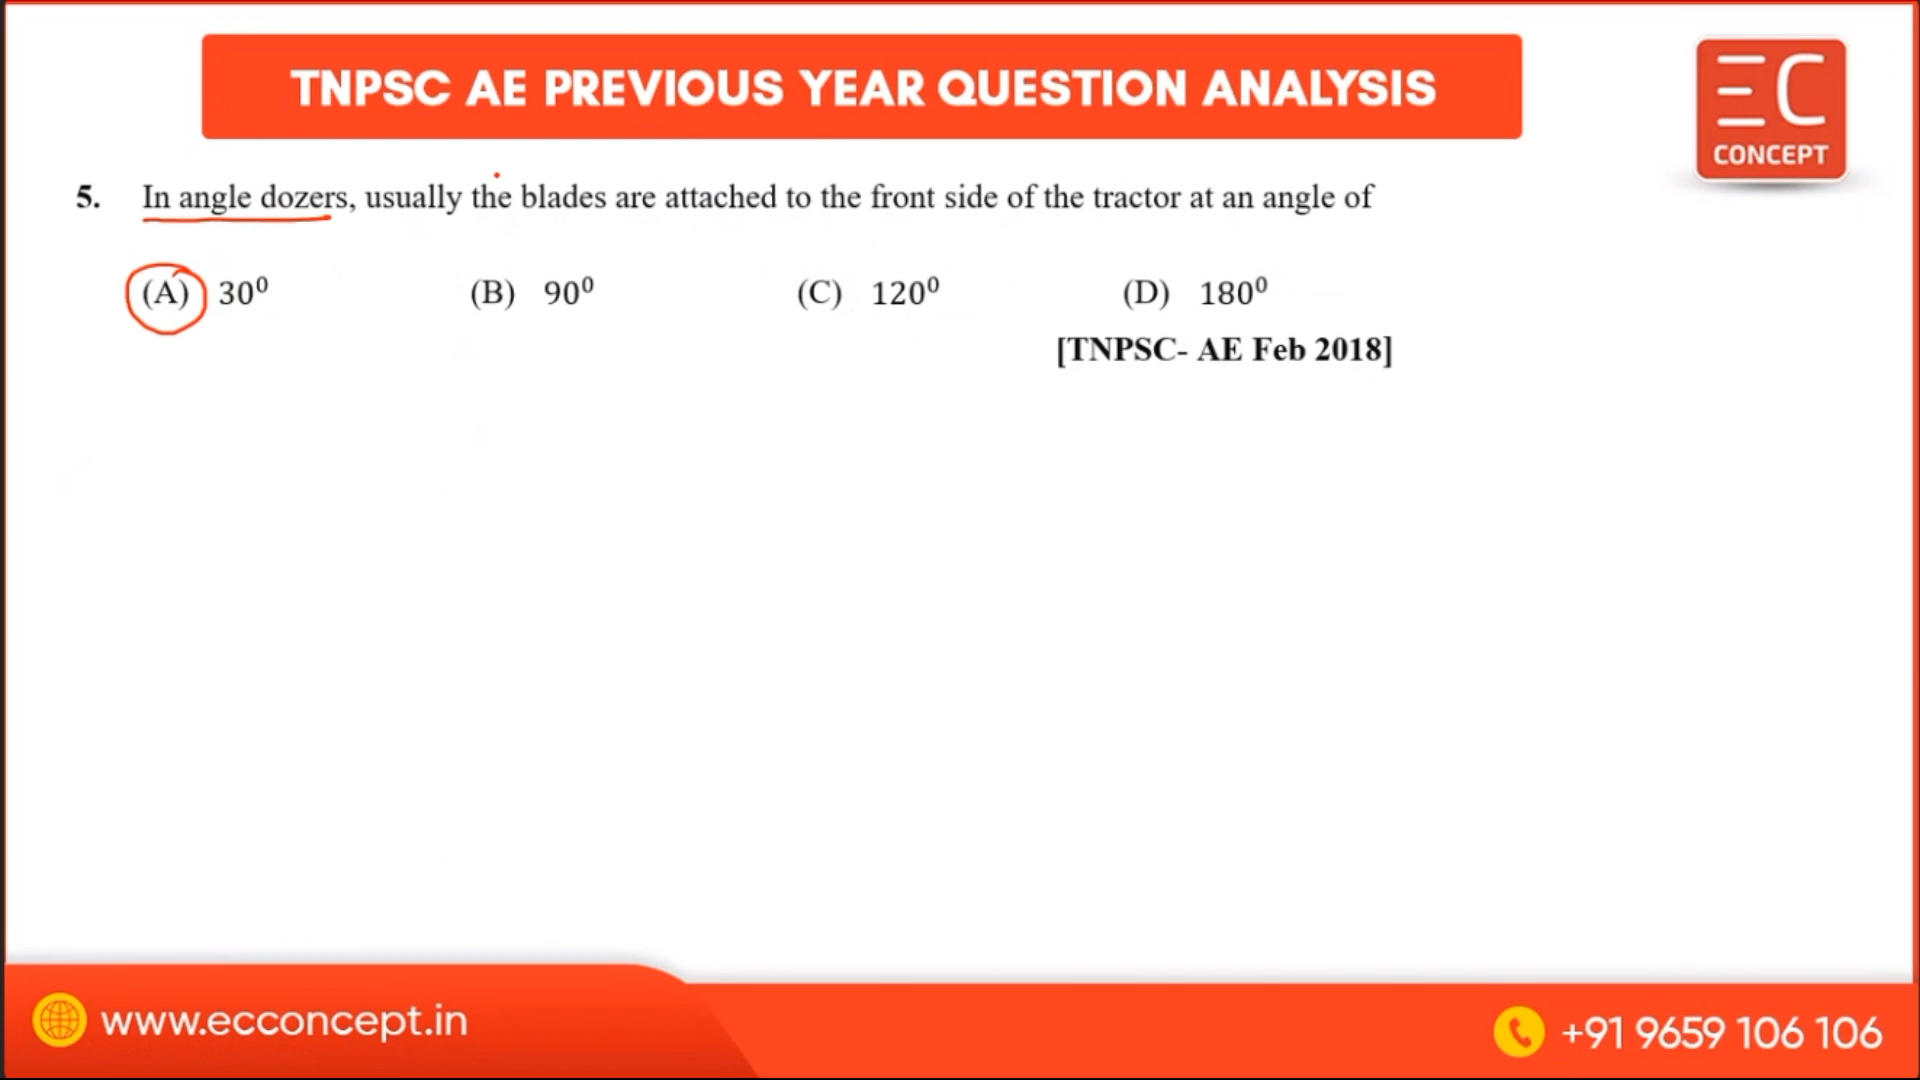 TNPSC AE PREVIOUS YEAR QUESTION ANALYSIS
EC
CONCEPT
5. In angle dozers, usually the blades are attached to the front side of the tractor at an angle of
(A) 30⁰ (B) 90⁰ (C) 120⁰ (D) 180⁰
[TNPSC- AE Feb 2018]
www.ecconcept.in
+91 9659 106 106